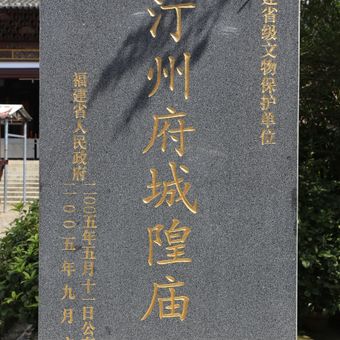 建省级文物保护单位
汀州府城隍庙
福建省人民政府
二〇〇五年五月十一日公
二〇〇五年九月